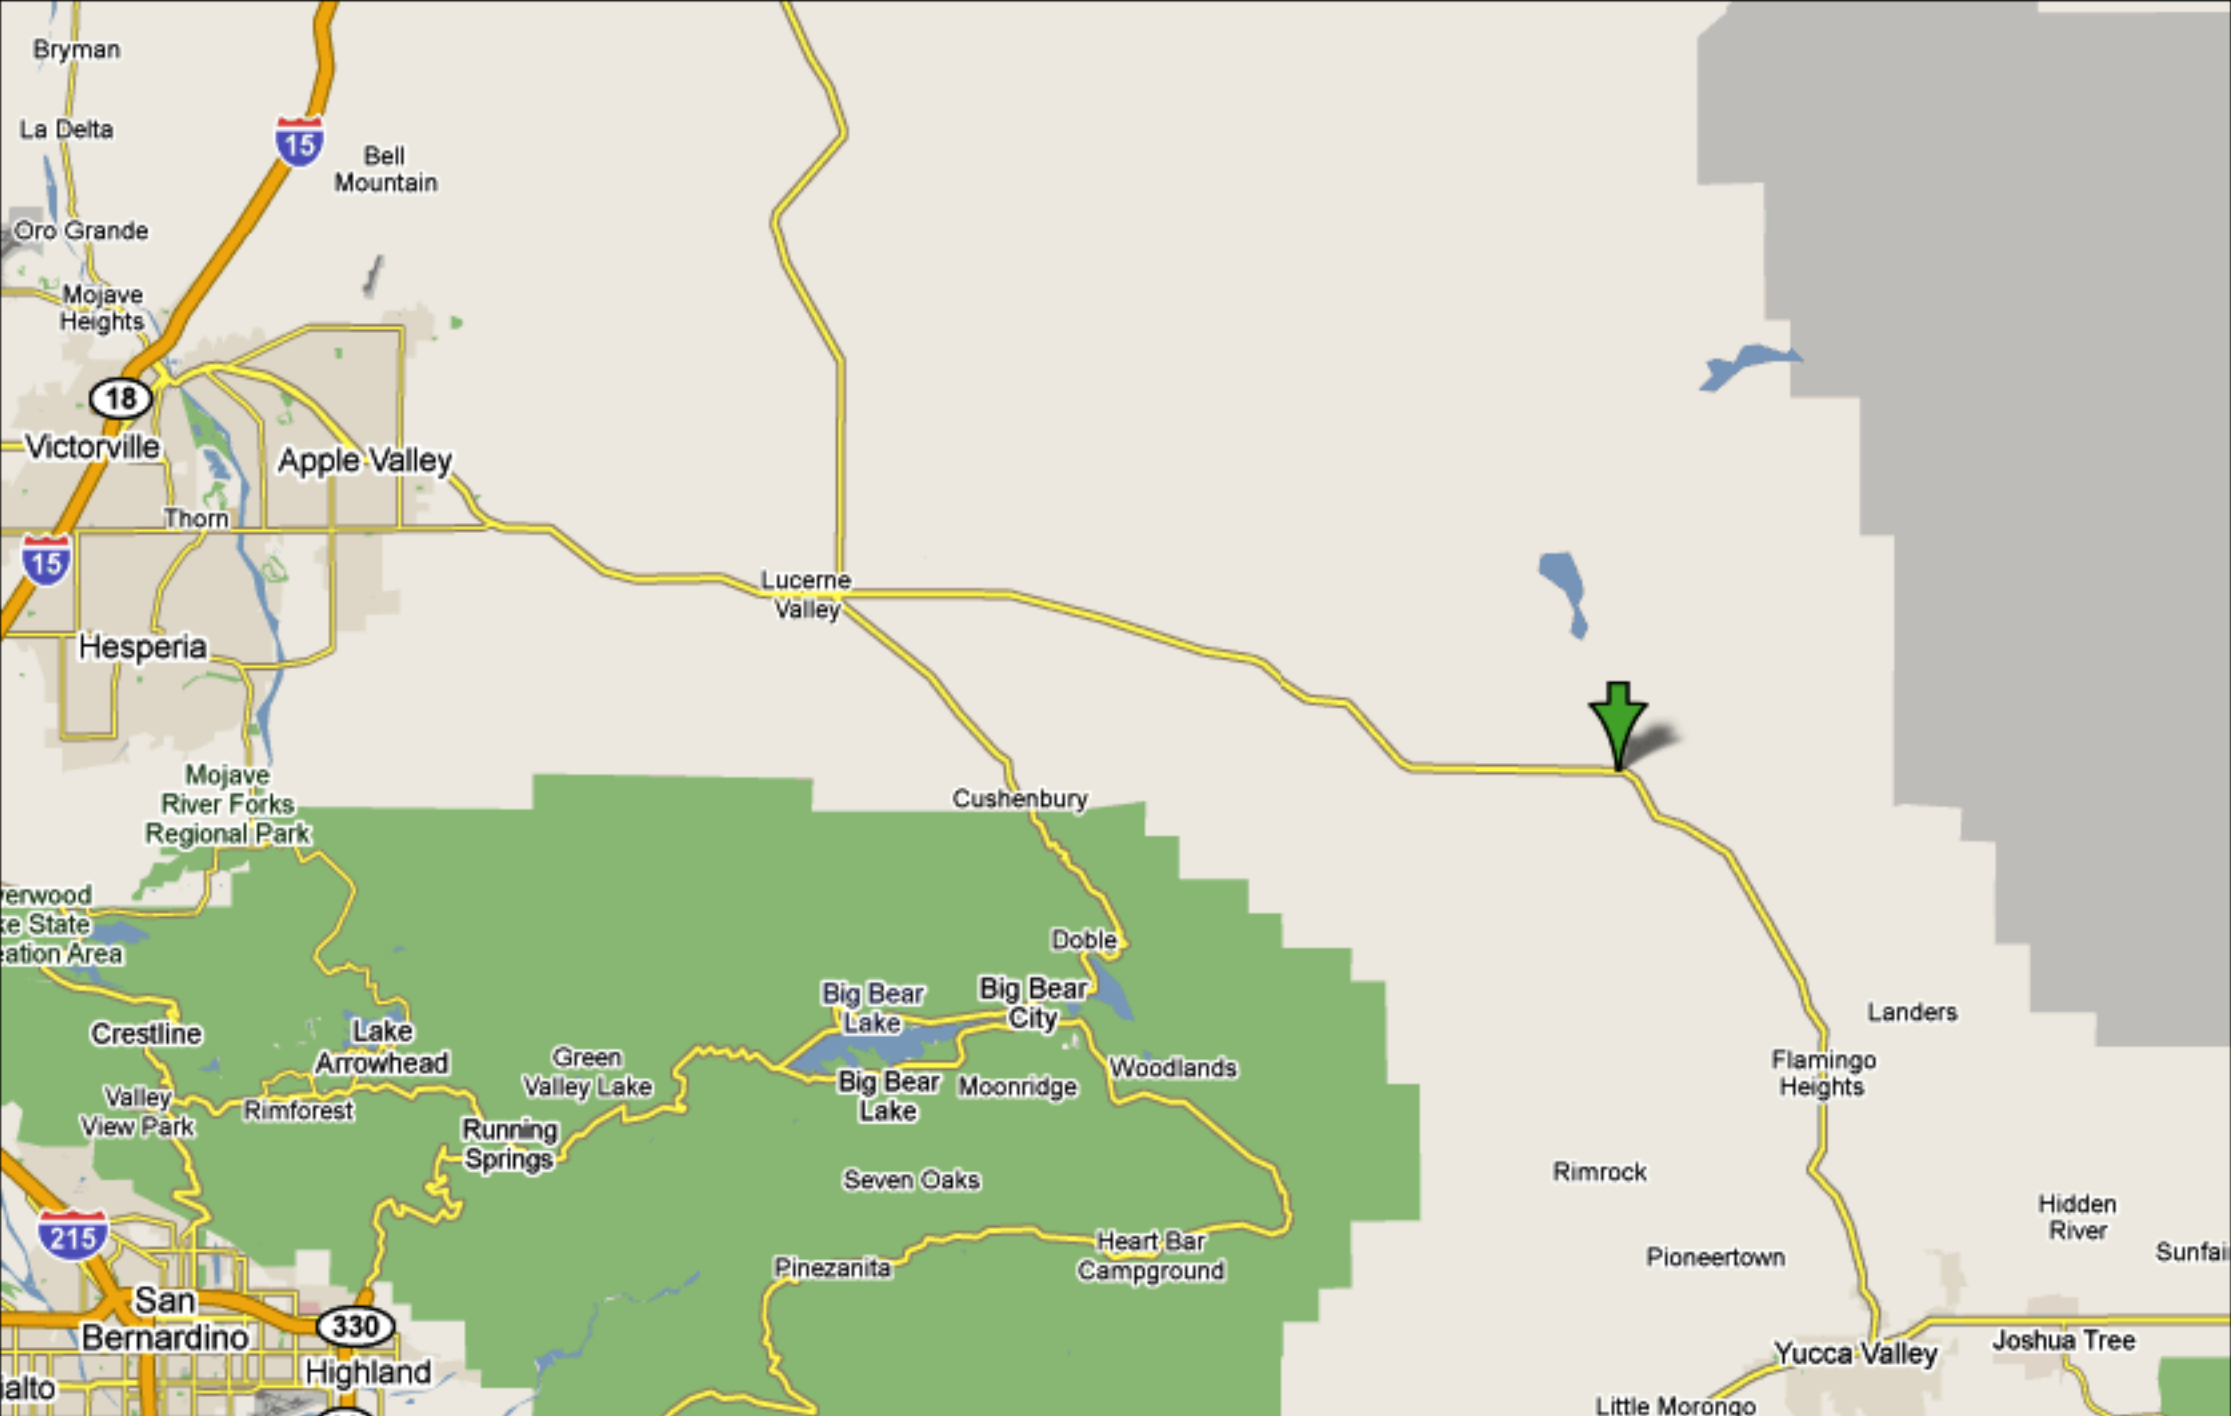 Bryman
La Delta
15
Bell
Mountain
Oro Grande
Mojave
Heights
18
Victorville
Apple Valley
Thorn
15
Lucerne
Valley
Hesperia
Mojave
River Forks
Regional Park
Cushenbury
verwood
ke State
eation Area
Doble
Big Bear
Lake
Big Bear
City
Landers
Crestline
Lake
Arrowhead
Green
Valley Lake
Big Bear
Lake
Moonridge
Woodlands
Flamingo
Heights
Valley
View Park
Rimforest
Running
Springs
Seven Oaks
Rimrock
Hidden
River
215
Heart Bar
Campground
Pinezanita
Pioneertown
Sunfai
San
Bernardino
330
Highland
Yucca Valley
Joshua Tree
ialto
Little Morongo